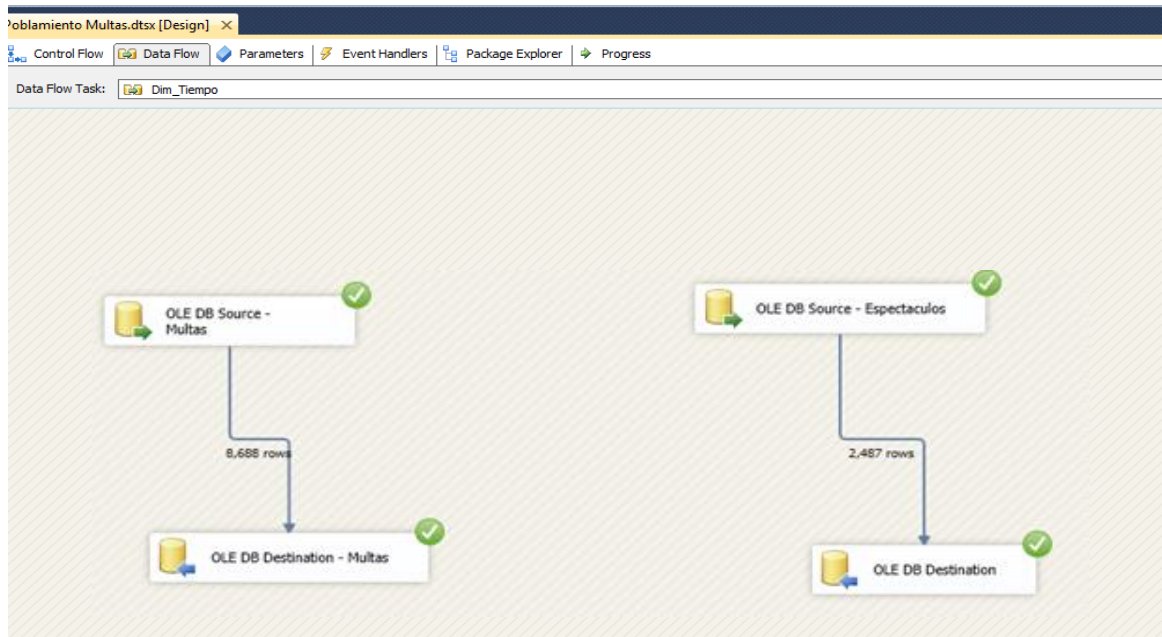 Poblamiento Multas.dtsx [Design]
Control Flow Data Flow Parameters Event Handlers Package Explorer Progress
Data Flow Task: Dim_Tiempo
OLE DB Source -
Multas
OLE DB Source - Espectaculos
8,688 rows
2,487 rows
OLE DB Destination - Multas
OLE DB Destination